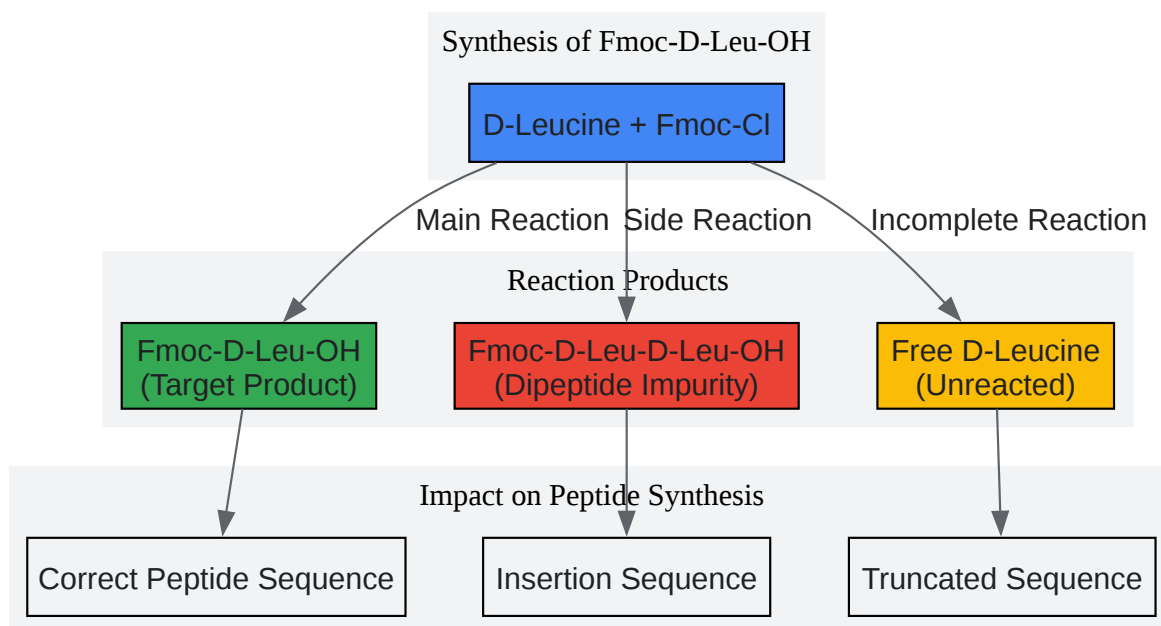 Synthesis of Fmoc-D-Leu-OH
D-Leucine + Fmoc-Cl
Main Reaction
Side Reaction
Incomplete Reaction
Reaction Products
Fmoc-D-Leu-OH
(Target Product)
Fmoc-D-Leu-D-Leu-OH
(Dipeptide Impurity)
Free D-Leucine
(Unreacted)
Impact on Peptide Synthesis
Correct Peptide Sequence
Insertion Sequence
Truncated Sequence